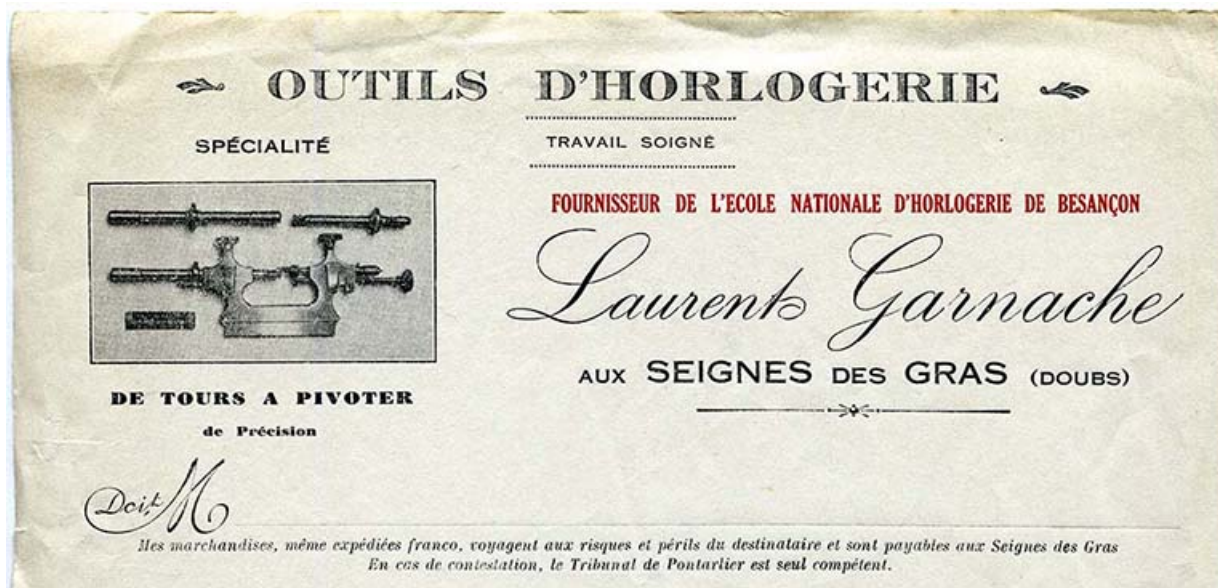 OUTILS D'HORLOGERIE
SPÉCIALITÉ
TRAVAIL SOIGNÉ
FOURNISSEUR DE L'ECOLE NATIONALE D'HORLOGERIE DE BESANÇON
Laurent Garnache
AUX SEIGNES DES GRAS (DOUBS)
DE TOURS A PIVOTER
de Précision
Doit M
Mes marchandises, même expédiées franco, voyagent aux risques et périls du destinataire et sont payables aux Seignes des Gras
En cas de contestation, le Tribunal de Pontarlier est seul compétent.